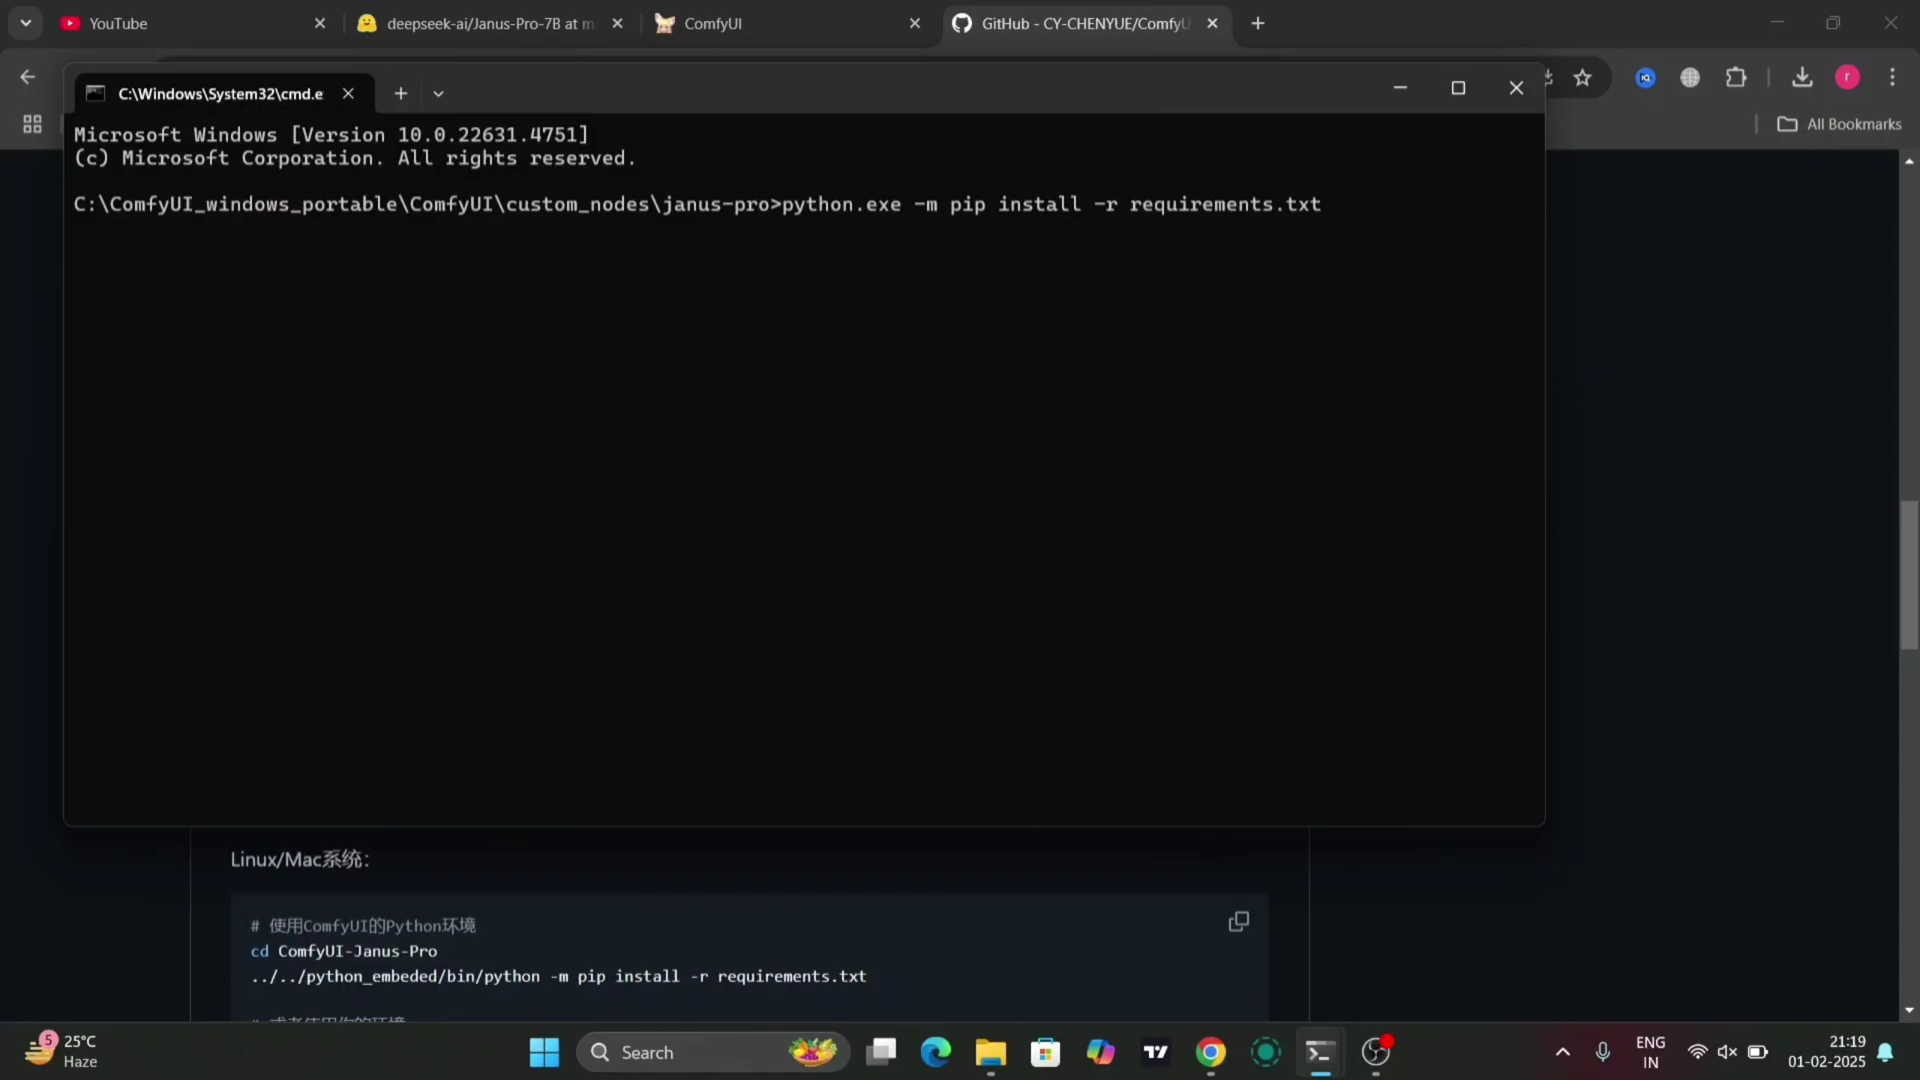 YouTube
deepseek-ai/Janus-Pro-7B at m
ComfyUI
GitHub - CY-CHENYUE/ComfyU
All Bookmarks
C:\Windows\System32\cmd.e
Microsoft Windows [Version 10.0.22631.4751]
(c) Microsoft Corporation. All rights reserved.
C:\ComfyUI_windows_portable\ComfyUI\custom_nodes\janus-pro>python.exe -m pip install -r requirements.txt
Linux/Mac系统:
# 使用ComfyUI的Python环境
cd ComfyUI-Janus-Pro
../../python_embeded/bin/python -m pip install -r requirements.txt
5
25°C
Haze
Search
ENG
IN
21:19
01-02-2025